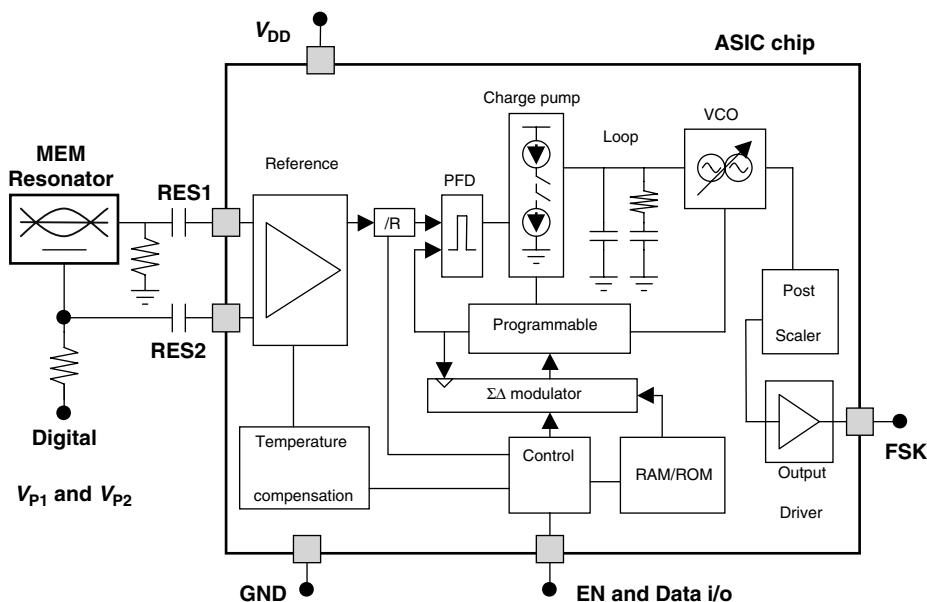 V_DD
ASIC chip
Charge pump
VCO
Loop
MEM
Resonator
Reference
RES1
PFD
/R
Post
Scaler
Programmable
RES2
ΣΔ modulator
Digital
Temperature
compensation
Control
RAM/ROM
Output
Driver
FSK
V_P1 and V_P2
GND
EN and Data i/o